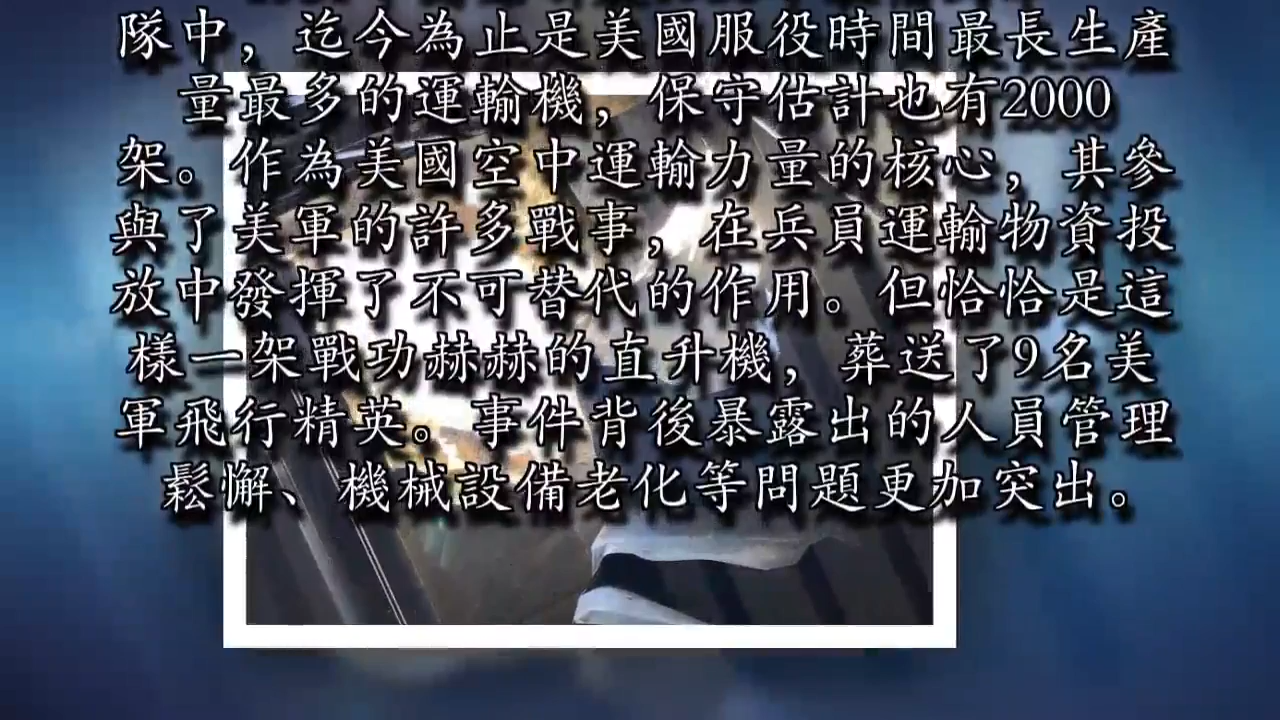 隊中，迄今為止是美國服役時間最長生產
量最多的運輸機，保守估計也有2000
架。作為美國空中運輸力量的核心，其參
與了美軍的許多戰事，在兵員運輸物資投
放中發揮了不可替代的作用。但恰恰是這
樣一架戰功赫赫的直升機，葬送了9名美
軍飛行精英。事件背後暴露出的人員管理
鬆懈、機械設備老化等問題更加突出。